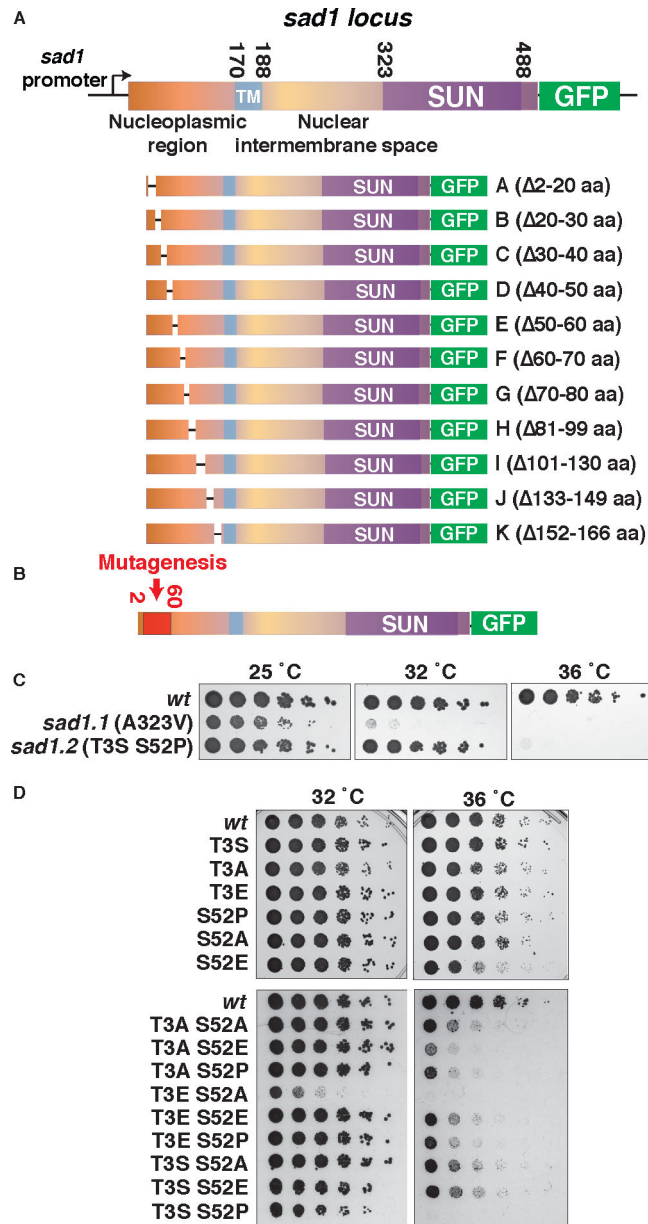 A
sad1 locus
sad1 promoter
170
188
323
488
TM
SUN
GFP
Nucleoplasmic region
Nuclear intermembrane space
SUN GFP A (Δ2-20 aa)
SUN GFP B (Δ20-30 aa)
SUN GFP C (Δ30-40 aa)
SUN GFP D (Δ40-50 aa)
SUN GFP E (Δ50-60 aa)
SUN GFP F (Δ60-70 aa)
SUN GFP G (Δ70-80 aa)
SUN GFP H (Δ81-99 aa)
SUN GFP I (Δ101-130 aa)
SUN GFP J (Δ133-149 aa)
SUN GFP K (Δ152-166 aa)
B
Mutagenesis
2
60
SUN GFP
C
25 °C 32 °C 36 °C
wt
sad1.1 (A323V)
sad1.2 (T3S S52P)
D
32 °C 36 °C
wt
T3S
T3A
T3E
S52P
S52A
S52E
wt
T3A S52A
T3A S52E
T3A S52P
T3E S52A
T3E S52E
T3E S52P
T3S S52A
T3S S52E
T3S S52P